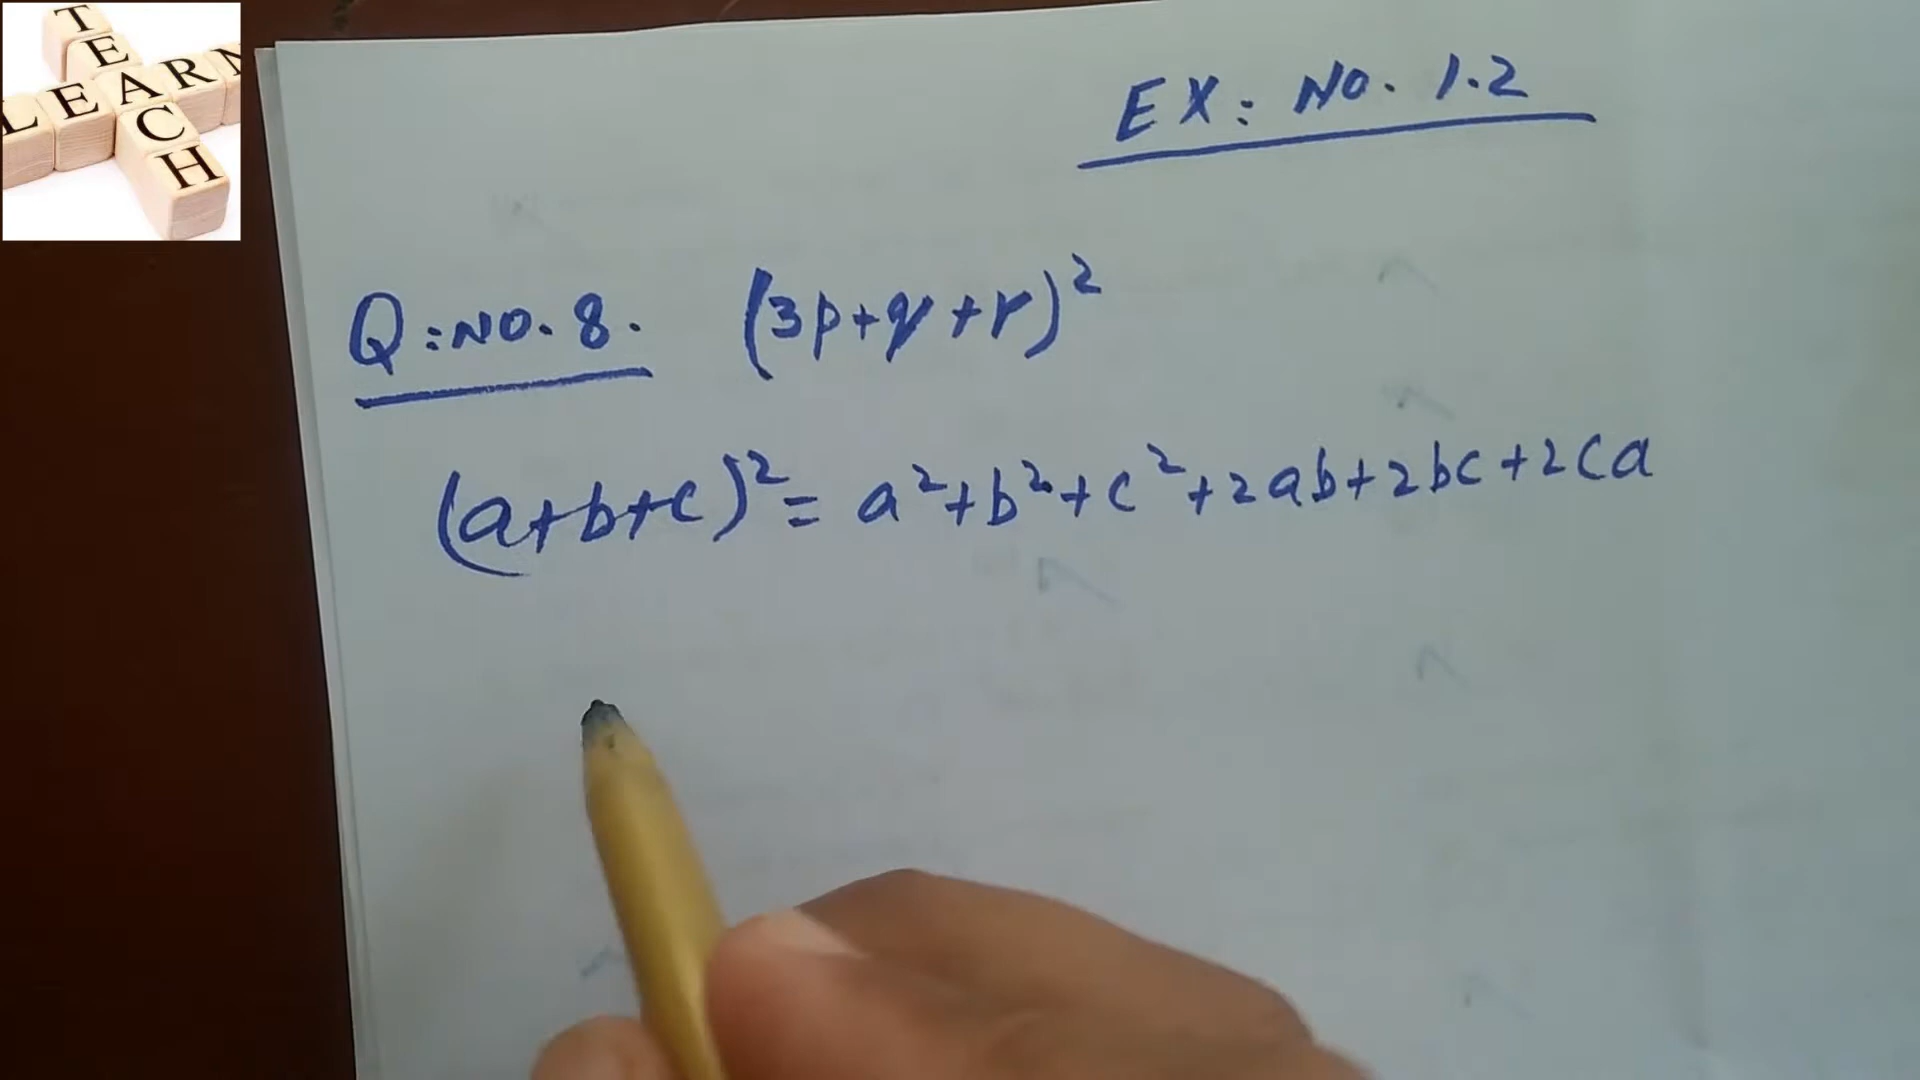 TEACH
LEARN
EX: NO. 1.2
Q:NO.8. (3p+q+r)²
(a+b+c)²= a²+b²+c²+2ab+2bc+2ca